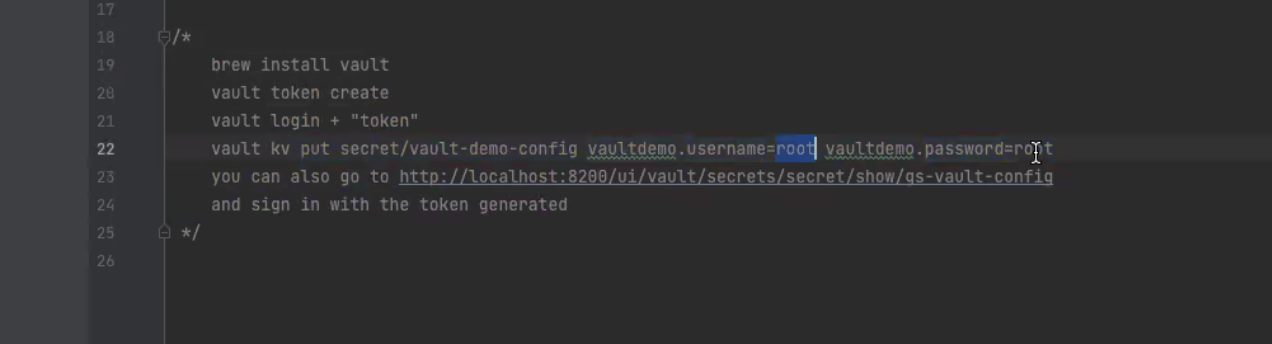 17
18 /*
19 brew install vault
20 vault token create
21 vault login + "token"
22 vault kv put secret/vault-demo-config vaultdemo.username=root vaultdemo.password=root
23 you can also go to http://localhost:8200/ui/vault/secrets/secret/show/gs-vault-config
24 and sign in with the token generated
25 */
26